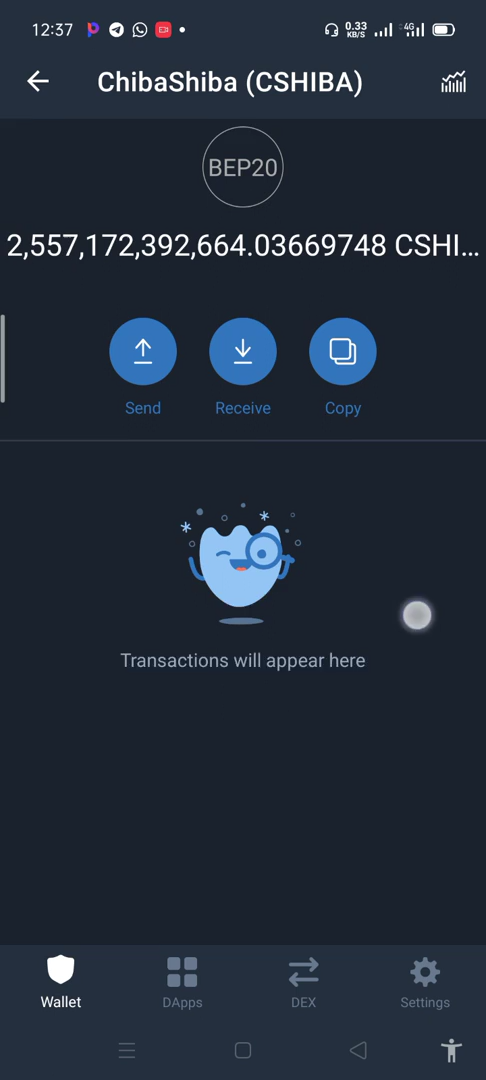 12:37
0.33
KB/S
4G
ChibaShiba (CSHIBA)
BEP20
2,557,172,392,664.03669748 CSHI...
Send
Receive
Copy
Transactions will appear here
Wallet
DApps
DEX
Settings